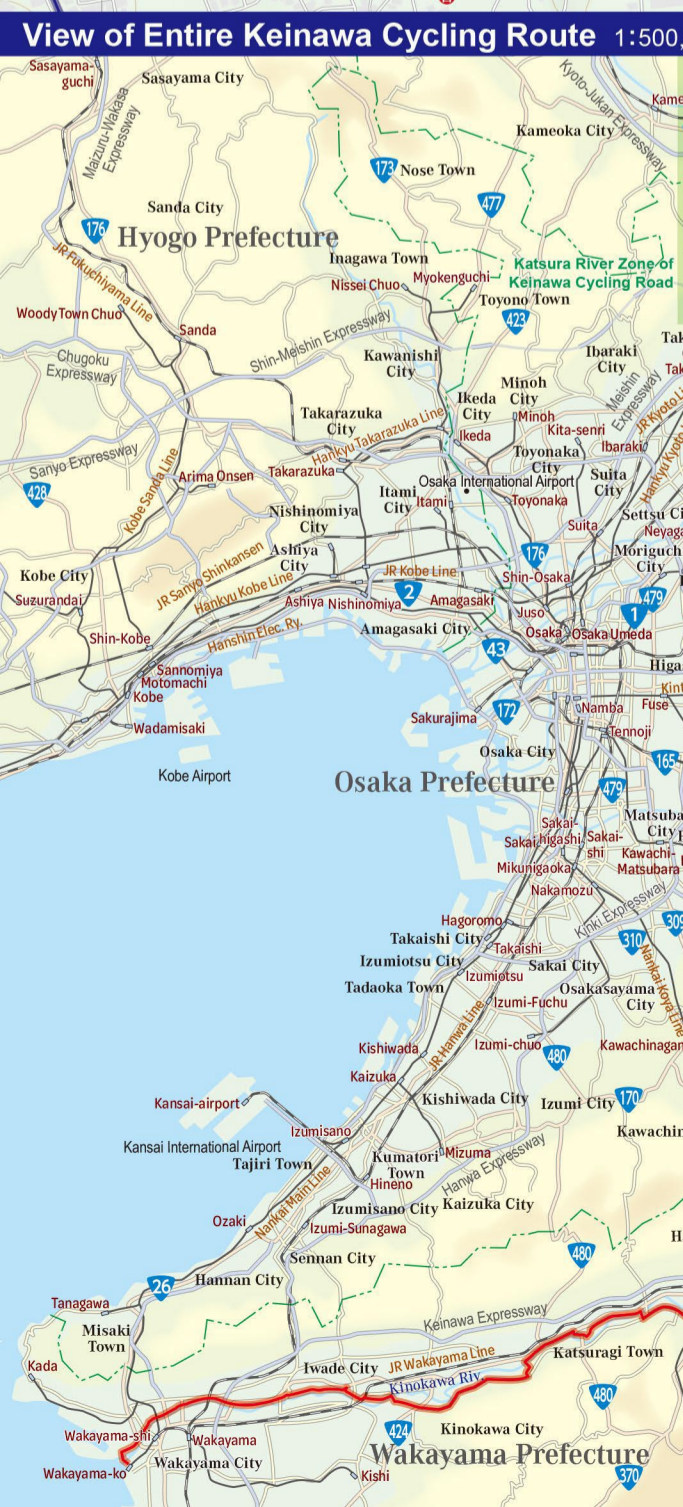 View of Entire Keinawa Cycling Route 1:500,
Sasayama-
guchi
Sasayama City
Maizuru-Wakasa
Expressway
Kyoto-Jukan Expressway
Kameoka City
173
Nose Town
477
Sanda City
176
Hyogo Prefecture
JR Fukuchiyama Line
Inagawa Town
Nissei Chuo
Myokenguchi
Katsura River Zone of
Keinawa Cycling Road
Toyono Town
423
Woody Town Chuo
Sanda
Shin-Meishin Expressway
Chugoku
Expressway
Kawanishi
City
Ibaraki
City
Minoh
City
Ikeda
City
Meishin
Expressway
Takarazuka
City
Hankyu Takarazuka Line
Minoh
Kita-senri
Ikeda
Ibaraki
Toyonaka
City
Sanyo Expressway
Kobe Sanda Line
Arima Onsen
Takarazuka
Osaka International Airport
Suita
City
428
Itami
City
Itami
Toyonaka
Nishinomiya
City
Suita
Ashiya
City
176
JR Sanyo Shinkansen
JR Kobe Line
Kobe City
Hankyu Kobe Line
Shin-Osaka
Suzurandai
Ashiya
Nishinomiya
2
Amagasaki
479
Juso
1
Hanshin Elec. Ry.
Amagasaki City
Osaka
Osaka Umeda
Shin-Kobe
43
Sannomiya
Motomachi
Kobe
172
Namba
Fuse
Sakurajima
Wadamisaki
Tennoji
Osaka City
165
Kobe Airport
Osaka Prefecture
479
Sakai-
higashi
Sakai
Sakai-
shi
Kawachi-
Matsubara
Mikunigaoka
Nakamozu
Kinki Expressway
Hagoromo
Takaishi City
Takaishi
309
310
Izumiotsu City
Izumiotsu
Sakai City
Tadaoka Town
Izumi-Fuchu
Osakasayama
City
Nankai Koya Line
JR Hanwa Line
Kishiwada
Izumi-chuo
480
Kaizuka
Kansai-airport
Kishiwada City
Izumi City
170
Izumisano
Kansai International Airport
Tajiri Town
Kumatori
Town
Mizuma
Hanwa Expressway
Hineno
Nankai Main Line
Izumisano City
Kaizuka City
Ozaki
Izumi-Sunagawa
Sennan City
480
26
Hannan City
Tanagawa
Keinawa Expressway
Misaki
Town
Kada
Iwade City
JR Wakayama Line
Katsuragi Town
Kinokawa Riv.
480
Wakayama-shi
Wakayama
424
Kinokawa City
Wakayama Prefecture
Wakayama City
Wakayama-ko
Kishi
370